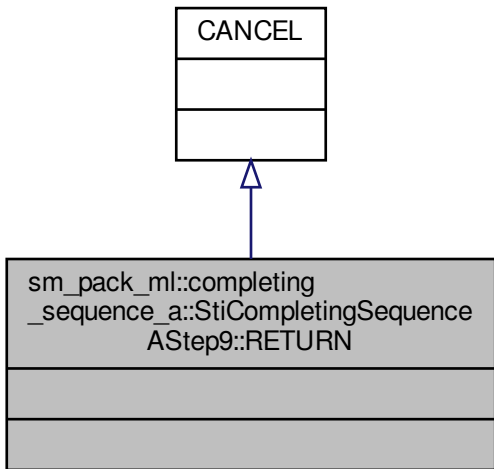 CANCEL
sm_pack_ml::completing
_sequence_a::StiCompletingSequence
AStep9::RETURN